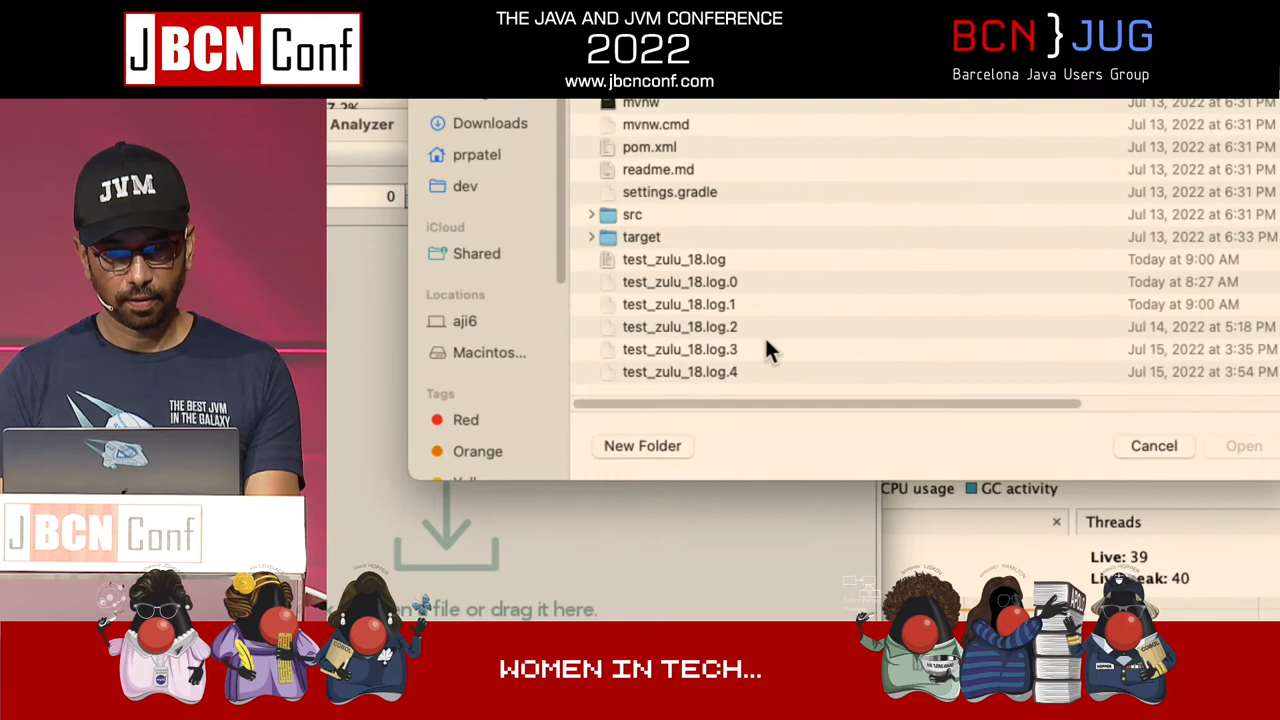 JBCNConf
THE JAVA AND JVM CONFERENCE
2022
www.jbcnconf.com
BCN}JUG
Barcelona Java Users Group
Analyzer
0
Downloads
prpatel
dev
iCloud
Shared
Locations
aji6
Macintos...
Tags
Red
Orange
mvnw Jul 13, 2022 at 6:31 PM
mvnw.cmd Jul 13, 2022 at 6:31 PM
pom.xml Jul 13, 2022 at 6:31 PM
readme.md Jul 13, 2022 at 6:31 PM
settings.gradle Jul 13, 2022 at 6:31 PM
src Jul 13, 2022 at 6:31 PM
target Jul 13, 2022 at 6:33 PM
test_zulu_18.log Today at 9:00 AM
test_zulu_18.log.0 Today at 8:27 AM
test_zulu_18.log.1 Today at 9:00 AM
test_zulu_18.log.2 Jul 14, 2022 at 5:18 PM
test_zulu_18.log.3 Jul 15, 2022 at 3:35 PM
test_zulu_18.log.4 Jul 15, 2022 at 3:54 PM
New Folder
Cancel
Open
CPU usage GC activity
Threads
Live: 39
40
file or drag it here.
JVM
THE BEST JVM
IN THE GALAXY
JBCNConf
WOMEN IN TECH...
COBOL
COBOL
HOPPER